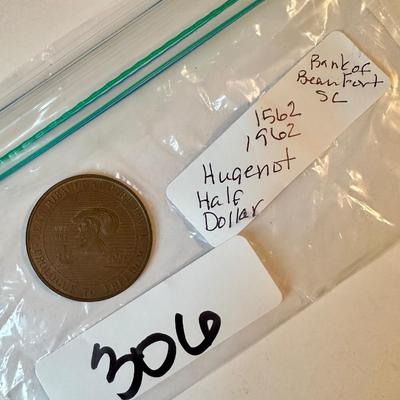 Bank of
Beaufort
SC
1562
1962
Hugenot
Half
Dollar
306